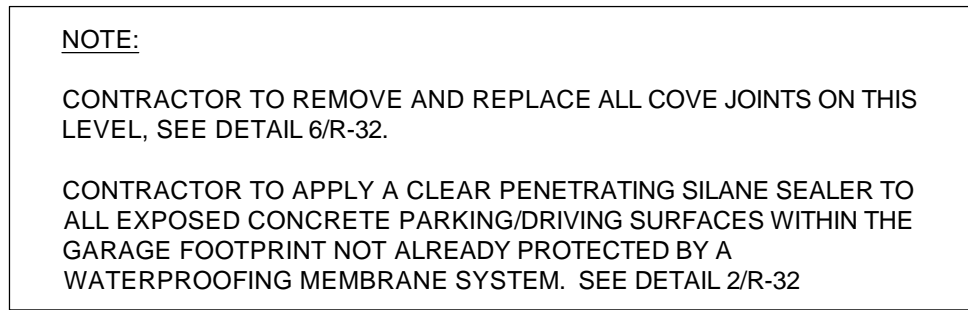 NOTE:
CONTRACTOR TO REMOVE AND REPLACE ALL COVE JOINTS ON THIS
LEVEL, SEE DETAIL 6/R-32.
CONTRACTOR TO APPLY A CLEAR PENETRATING SILANE SEALER TO
ALL EXPOSED CONCRETE PARKING/DRIVING SURFACES WITHIN THE
GARAGE FOOTPRINT NOT ALREADY PROTECTED BY A
WATERPROOFING MEMBRANE SYSTEM.  SEE DETAIL 2/R-32